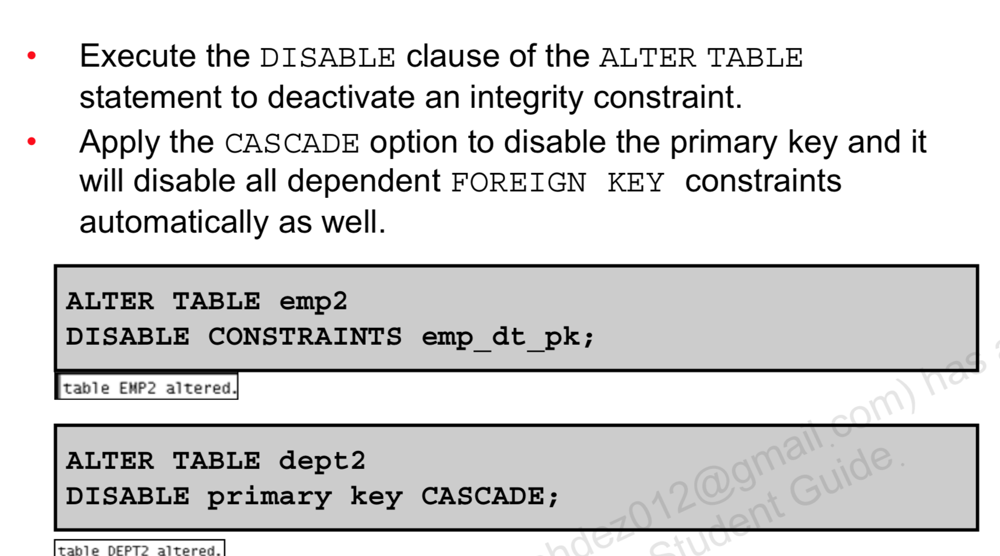 • Execute the DISABLE clause of the ALTER TABLE
statement to deactivate an integrity constraint.
• Apply the CASCADE option to disable the primary key and it
will disable all dependent FOREIGN KEY constraints
automatically as well.
ALTER TABLE emp2
DISABLE CONSTRAINTS emp_dt_pk;
table EMP2 altered.
ALTER TABLE dept2
DISABLE primary key CASCADE;
table DEPT2 altered.
hdez012@gmail.com) has a
Student Guide.